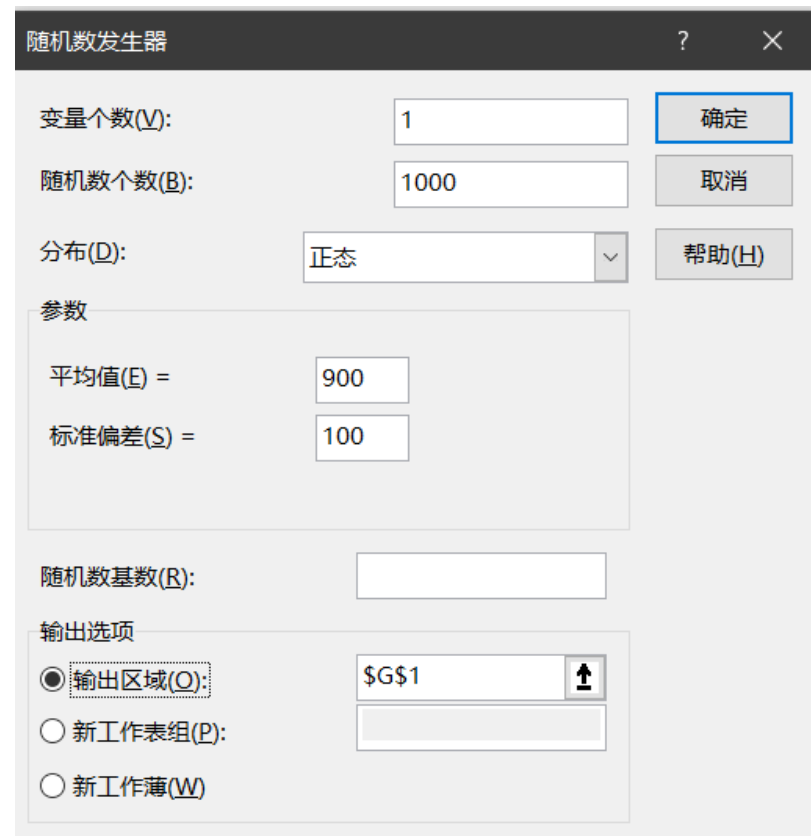 随机数发生器 ? ×
变量个数(V): 1 确定
随机数个数(B): 1000 取消
分布(D): 正态 帮助(H)
参数
平均值(E) = 900
标准偏差(S) = 100
随机数基数(R):
输出选项
输出区域(O): $G$1
新工作表组(P):
新工作薄(W)